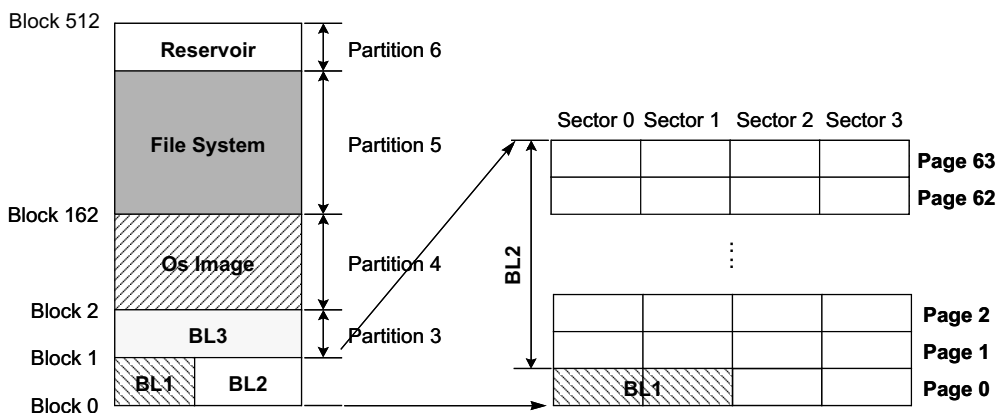 Block 512
Reservoir
Partition 6
File System
Partition 5
Block 162
Os Image
Partition 4
Block 2
BL3
Partition 3
Block 1
BL1
BL2
Block 0
Sector 0 Sector 1 Sector 2 Sector 3
Page 63
Page 62
BL2
Page 2
Page 1
BL1
Page 0